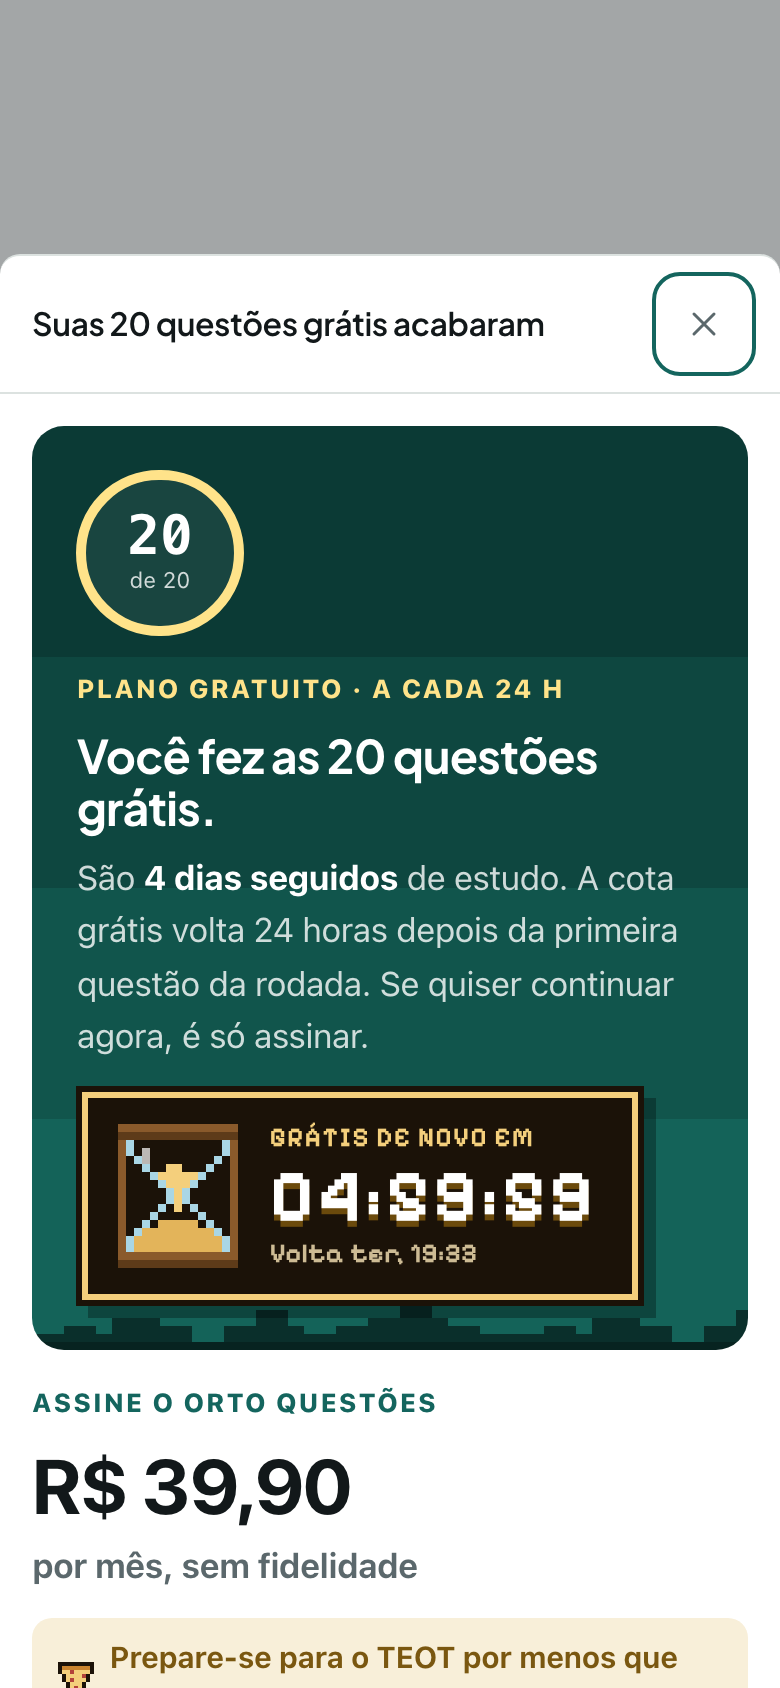 Suas 20 questões grátis acabaram
20
de 20
PLANO GRATUITO · A CADA 24 H
Você fez as 20 questões
grátis.
São 4 dias seguidos de estudo. A cota
grátis volta 24 horas depois da primeira
questão da rodada. Se quiser continuar
agora, é só assinar.
GRÁTIS DE NOVO EM
04:59:59
Volta ter, 19:33
ASSINE O ORTO QUESTÕES
R$ 39,90
por mês, sem fidelidade
Prepare-se para o TEOT por menos que